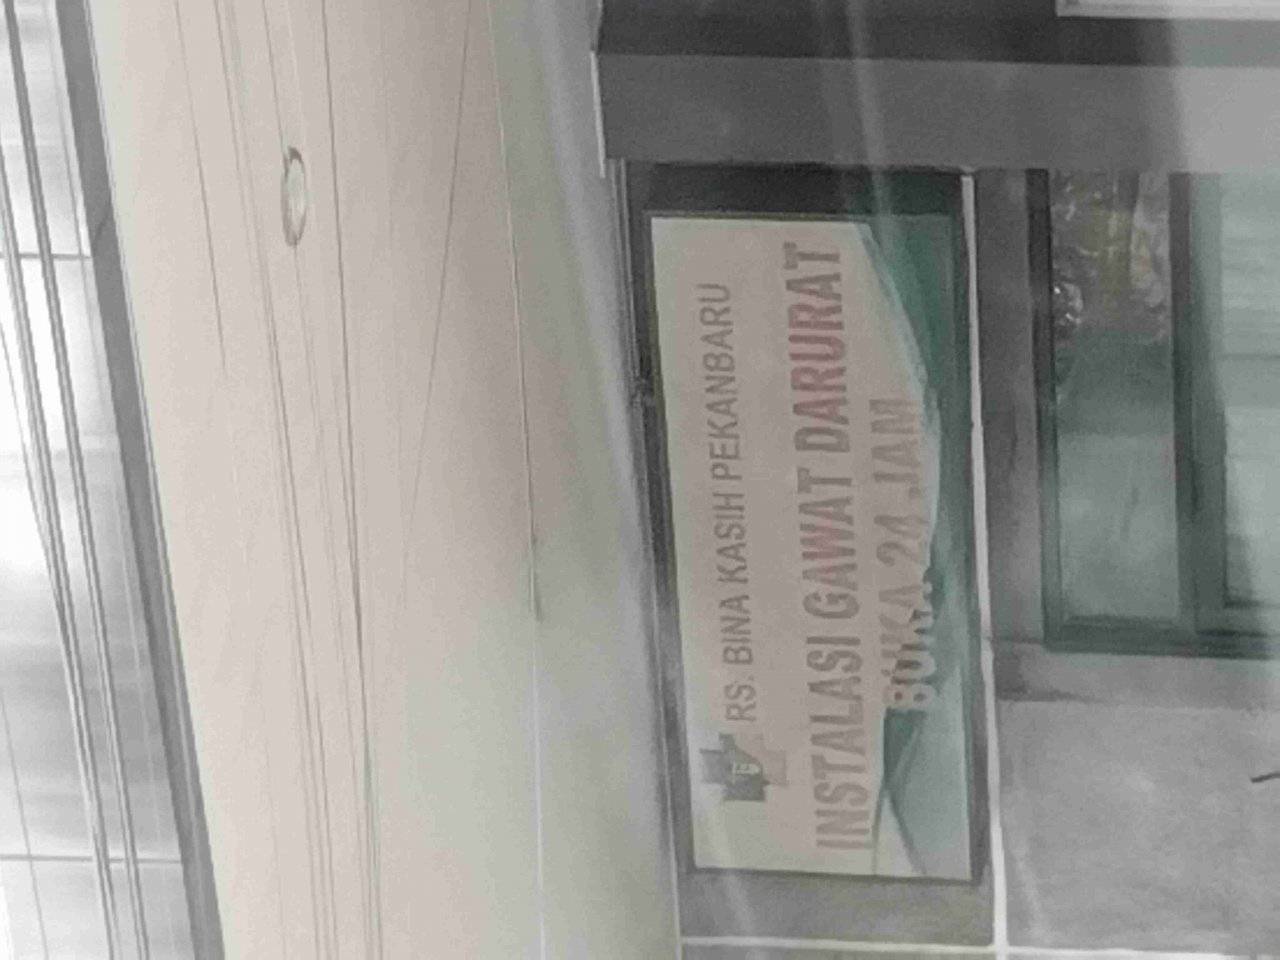 RS. BINA KASIH PEKANBARU
INSTALASI GAWAT DARURAT
BUKA 24 JAM